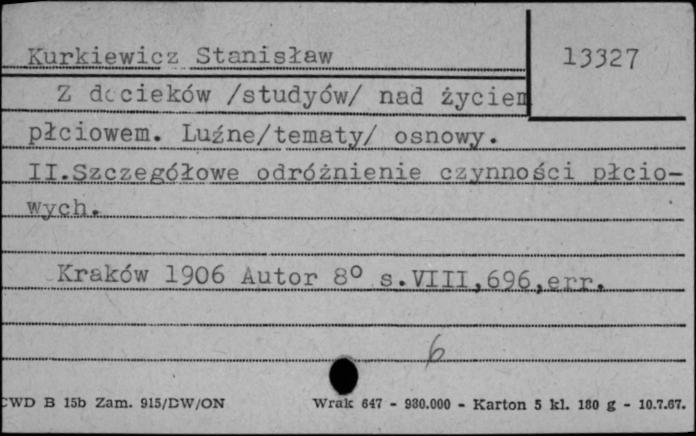 Kurkiewicz Stanisław
13327
Z docieków /studyów/ nad życiem
płciowem. Luźne/tematy/ osnowy.
II.Szczegółowe odróżnienie czynności płcio-
wych.
Kraków 1906 Autor 8º s.VIII,696,err.
6
CWD B 15b Zam. 915/DW/ON
Wrak 647 - 930.000 - Karton 5 kl. 180 g - 10.7.67.